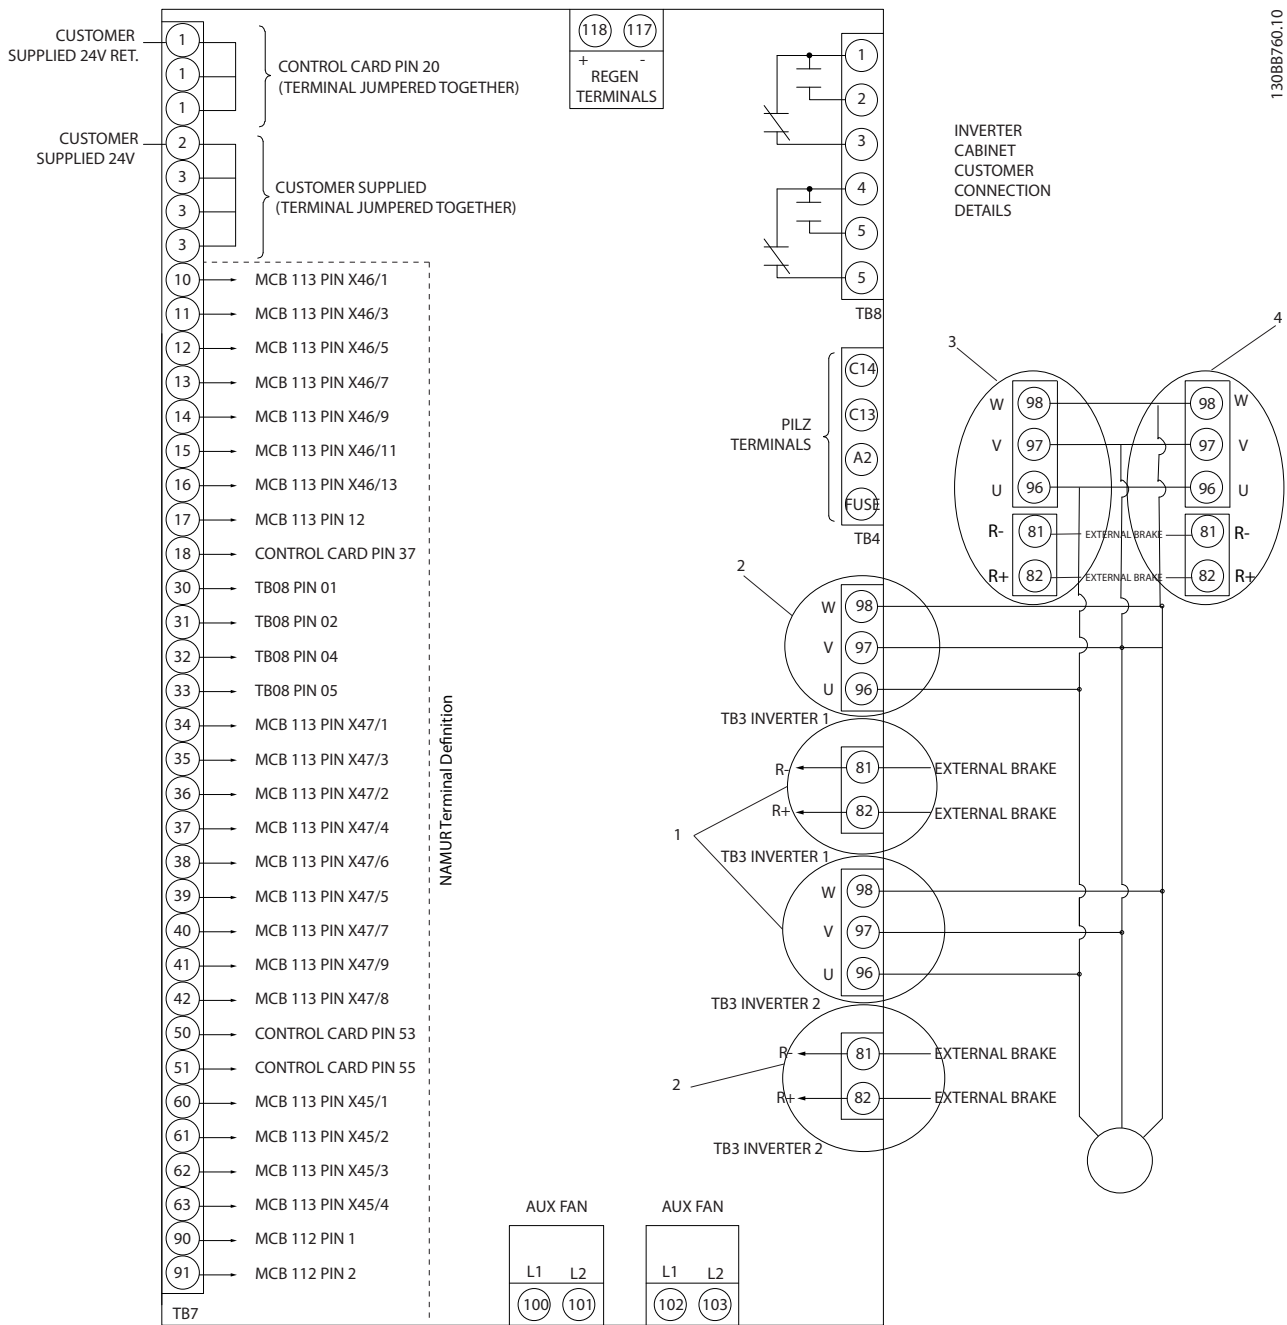 130BB760.10
CUSTOMER
SUPPLIED 24V RET.
1
1
1
CONTROL CARD PIN 20
(TERMINAL JUMPERED TOGETHER)
CUSTOMER
SUPPLIED 24V
2
3
3
3
CUSTOMER SUPPLIED
(TERMINAL JUMPERED TOGETHER)
10 MCB 113 PIN X46/1
11 MCB 113 PIN X46/3
12 MCB 113 PIN X46/5
13 MCB 113 PIN X46/7
14 MCB 113 PIN X46/9
15 MCB 113 PIN X46/11
16 MCB 113 PIN X46/13
17 MCB 113 PIN 12
18 CONTROL CARD PIN 37
30 TB08 PIN 01
31 TB08 PIN 02
32 TB08 PIN 04
33 TB08 PIN 05
34 MCB 113 PIN X47/1
35 MCB 113 PIN X47/3
36 MCB 113 PIN X47/2
37 MCB 113 PIN X47/4
38 MCB 113 PIN X47/6
39 MCB 113 PIN X47/5
40 MCB 113 PIN X47/7
41 MCB 113 PIN X47/9
42 MCB 113 PIN X47/8
50 CONTROL CARD PIN 53
51 CONTROL CARD PIN 55
60 MCB 113 PIN X45/1
61 MCB 113 PIN X45/2
62 MCB 113 PIN X45/3
63 MCB 113 PIN X45/4
90 MCB 112 PIN 1
91 MCB 112 PIN 2
TB7
NAMUR Terminal Definition
118 117
+ -
REGEN
TERMINALS
1
2
3
4
5
5
TB8
INVERTER
CABINET
CUSTOMER
CONNECTION
DETAILS
PILZ
TERMINALS
C14
C13
A2
FUSE
TB4
3
4
W 98 98 W
V 97 97 V
U 96 96 U
R- 81 EXTERNAL BRAKE 81 R-
R+ 82 EXTERNAL BRAKE 82 R+
2
W 98
V 97
U 96
TB3 INVERTER 1
R- 81 EXTERNAL BRAKE
R+ 82 EXTERNAL BRAKE
1
TB3 INVERTER 1
W 98
V 97
U 96
TB3 INVERTER 2
R- 81 EXTERNAL BRAKE
2
R+ 82 EXTERNAL BRAKE
TB3 INVERTER 2
AUX FAN
L1 L2
100 101
AUX FAN
L1 L2
102 103